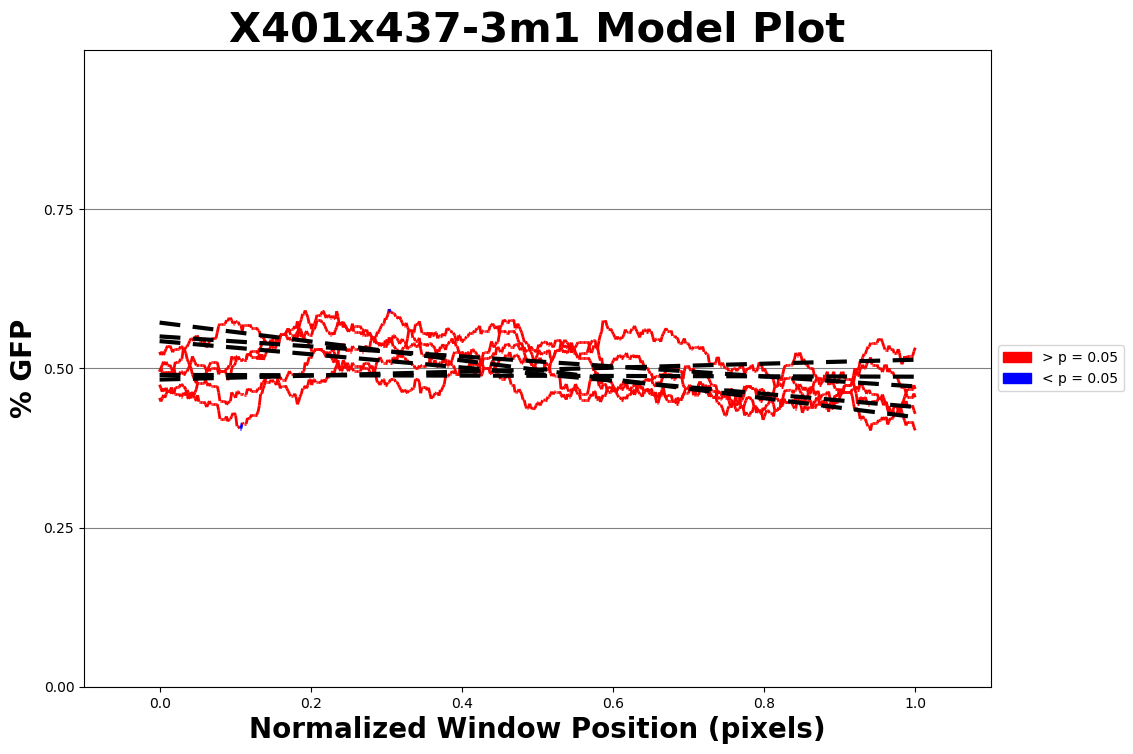 X401x437-3m1 Model Plot
% GFP
0.75
0.50
0.25
0.00
0.0 0.2 0.4 0.6 0.8 1.0
Normalized Window Position (pixels)
> p = 0.05
< p = 0.05